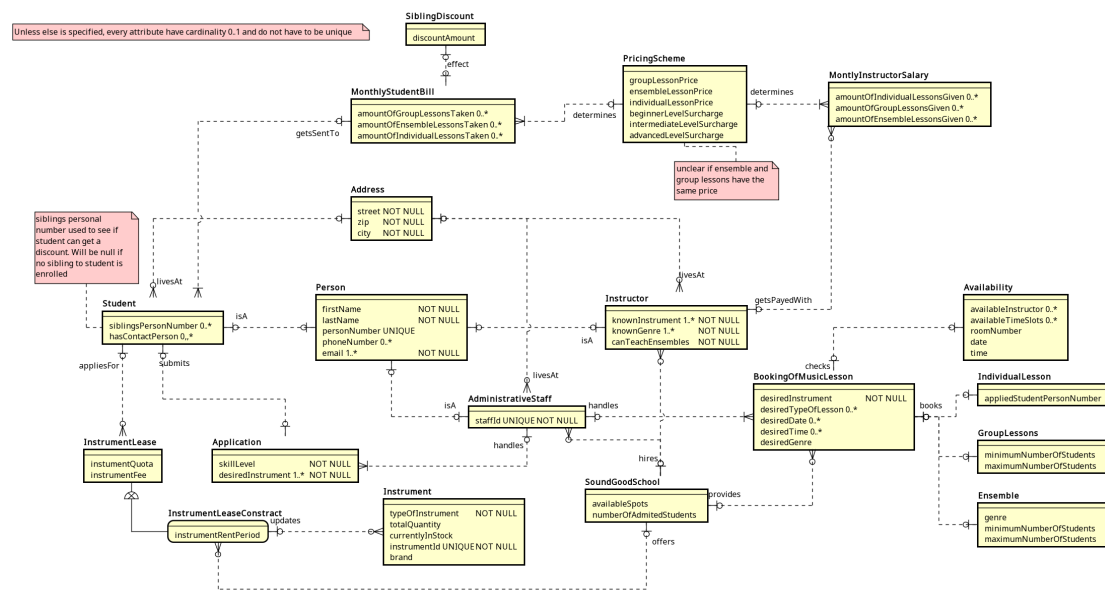 SiblingDiscount
discountAmount
Unless else is specified, every attribute have cardinality 0..1 and do not have to be unique
effect
PricingScheme
groupLessonPrice
ensembleLessonPrice
individualLessonPrice
beginnerLevelSurcharge
intermediateLevelSurcharge
advancedLevelSurcharge
determines
determines
MontlyInstructorSalary
amountOfIndividualLessonsGiven 0..*
amountOfGroupLessonsGiven 0..*
amountOfEnsembleLessonsGiven 0..*
MonthlyStudentBill
amountOfGroupLessonsTaken 0..*
amountOfEnsembleLessonsTaken 0..*
amountOfIndividualLessonsTaken 0..*
getsSentTo
unclear if ensemble and
group lessons have the
same price
Address
street NOT NULL
zip NOT NULL
city NOT NULL
siblings personal
number used to see if
student can get a
discount. Will be null if
no sibling to student is
enrolled
livesAt
livesAt
Student
siblingsPersonNumber 0..*
hasContactPerson 0,,*
isA
Person
firstName NOT NULL
lastName NOT NULL
personNumber UNIQUE
phoneNumber 0..*
email 1..* NOT NULL
isA
Instructor
knownInstrument 1..* NOT NULL
knownGenre 1..* NOT NULL
canTeachEnsembles NOT NULL
getsPayedWith
Availability
availableInstructor 0..*
availableTimeSlots 0..*
roomNumber
date
time
checks
appliesFor
submits
livesAt
isA
AdministrativeStaff
staffId UNIQUE NOT NULL
handles
handles
BookingOfMusicLesson
desiredInstrument NOT NULL
desiredTypeOfLesson 0..*
desiredDate 0..*
desiredTime 0..*
desiredGenre
books
IndividualLesson
appliedStudentPersonNumber
GroupLessons
minimumNumberOfStudents
maximumNumberOfStudents
Ensemble
genre
minimumNumberOfStudents
maximumNumberOfStudents
InstrumentLease
instumentQuota
instrumentFee
Application
skillLevel NOT NULL
desiredInstrument 1..* NOT NULL
hires
SoundGoodSchool
availableSpots
numberOfAdmitedStudents
provides
offers
InstrumentLeaseConstract
instrumentRentPeriod
updates
Instrument
typeOfInstrument NOT NULL
totalQuantity
currentlyInStock
instrumentId UNIQUE NOT NULL
brand